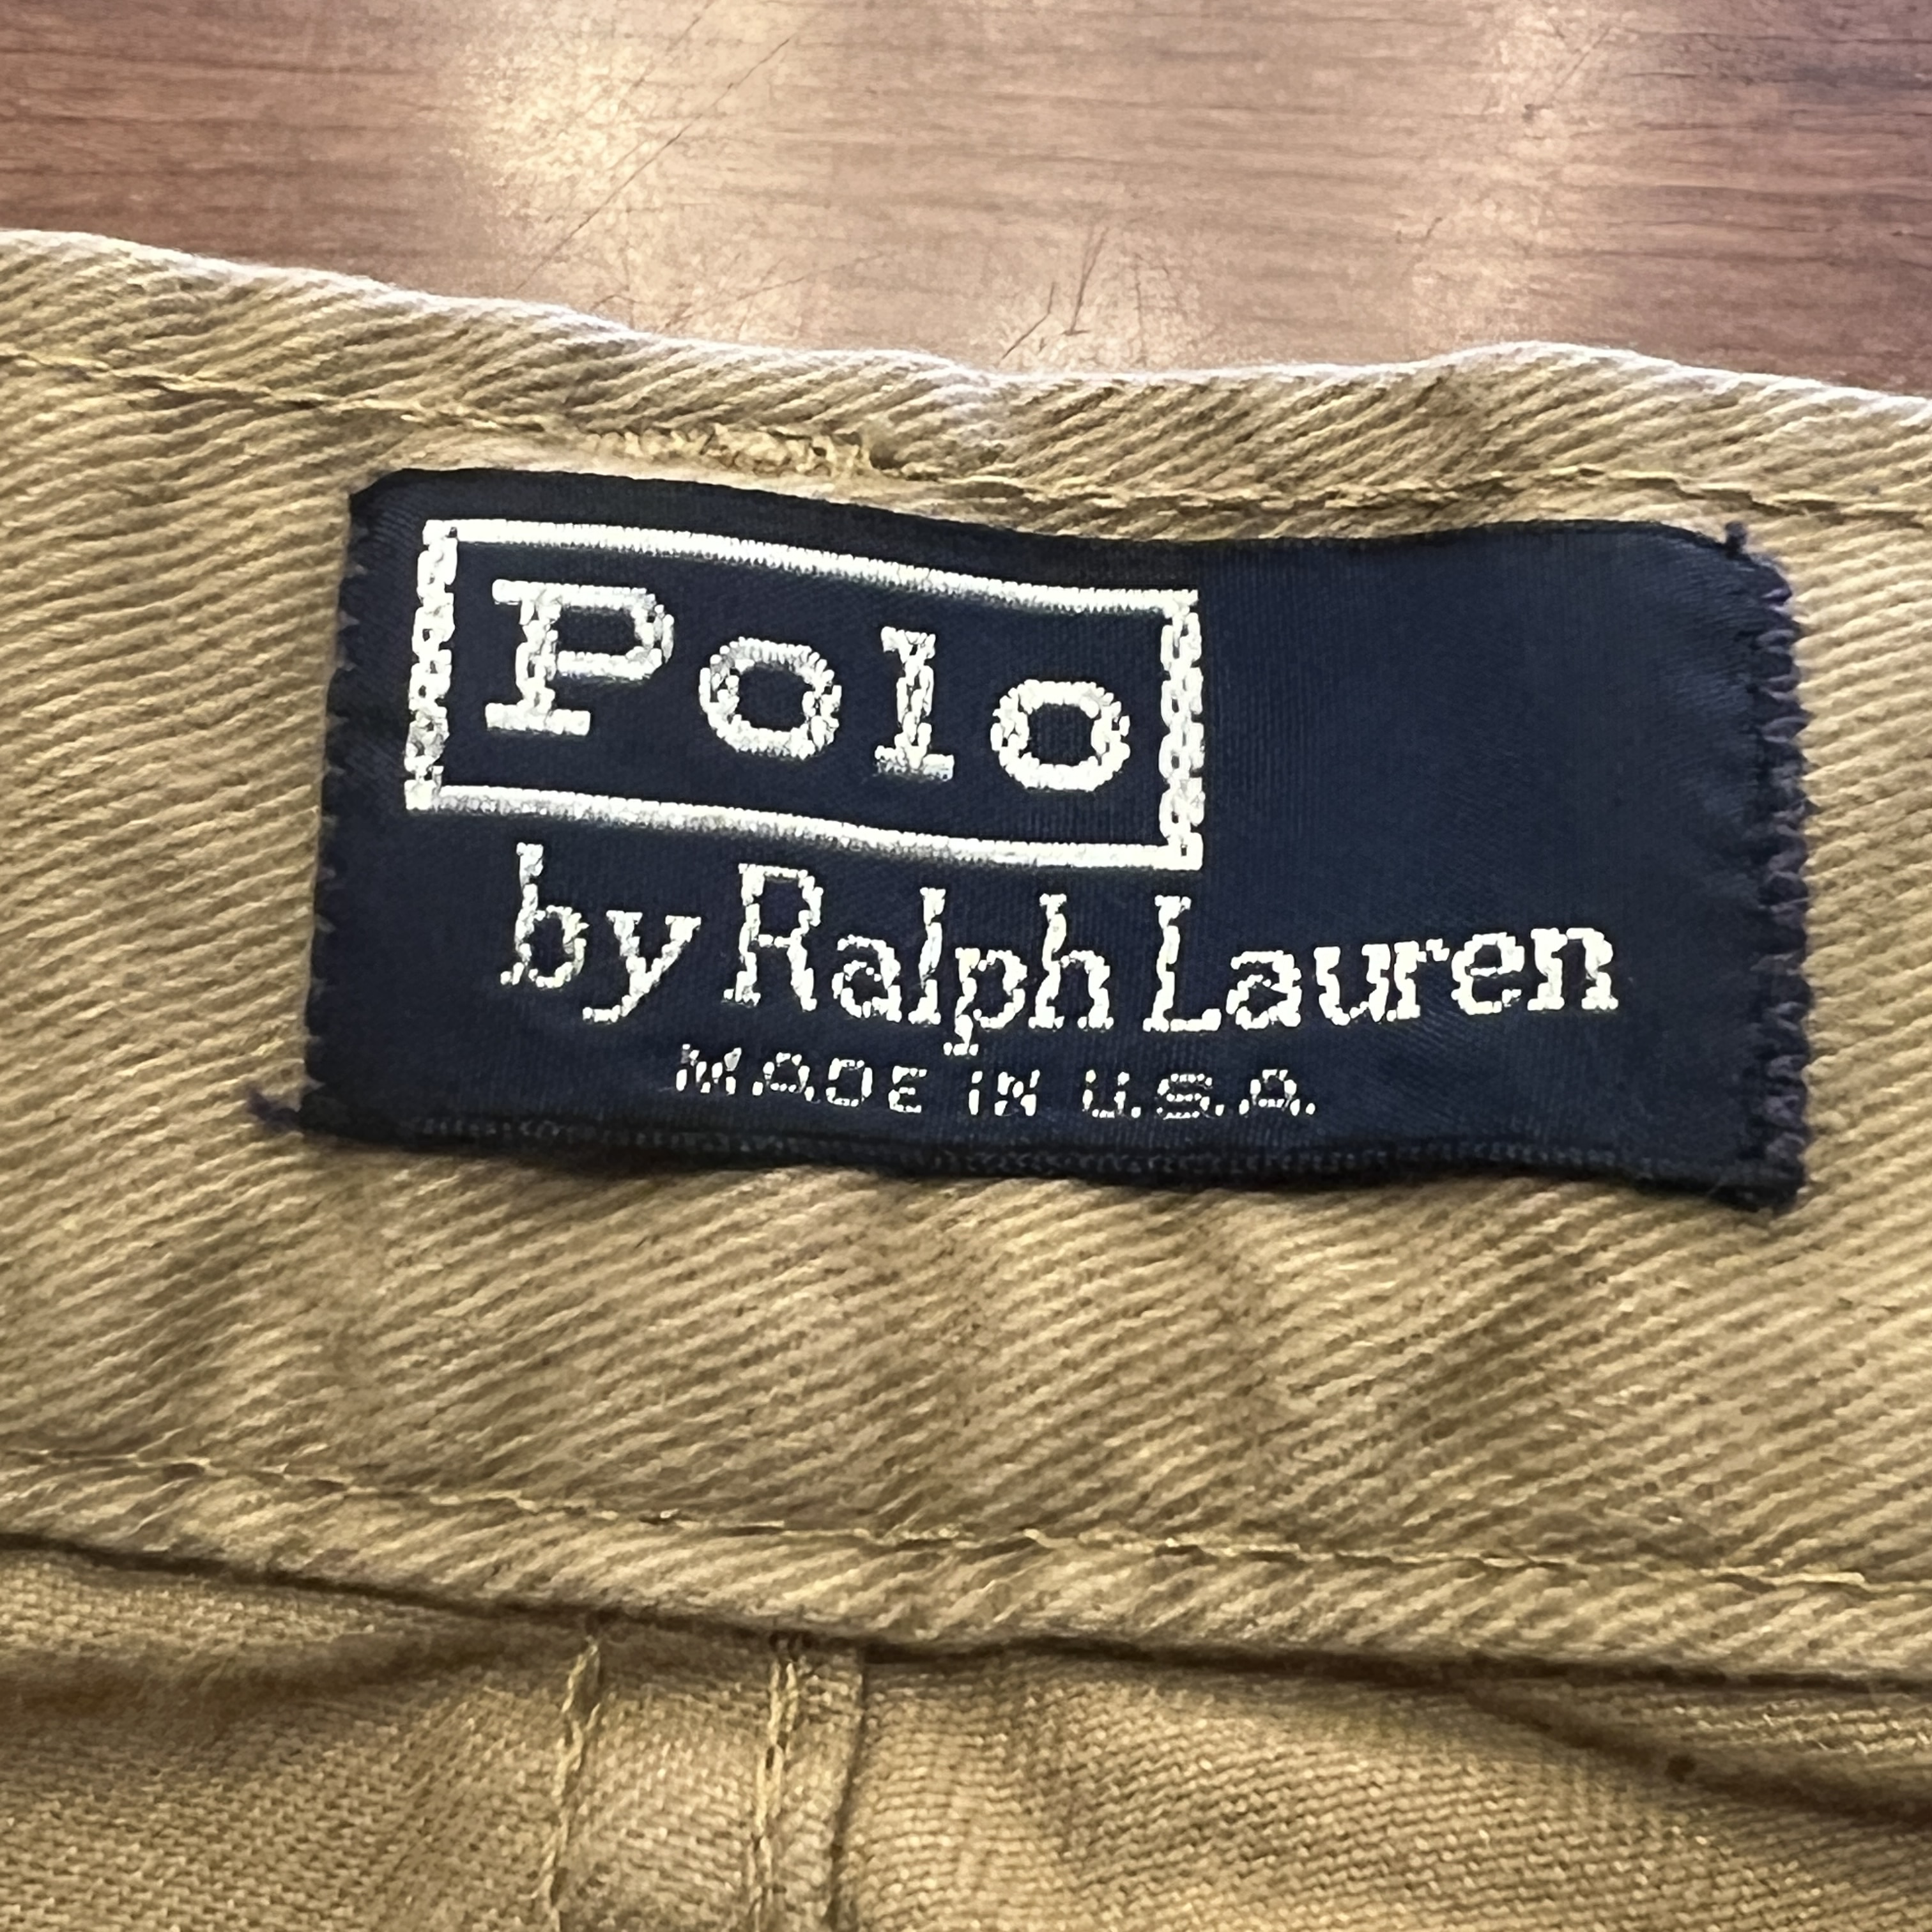 Polo
by Ralph Lauren
MADE IN U.S.A.